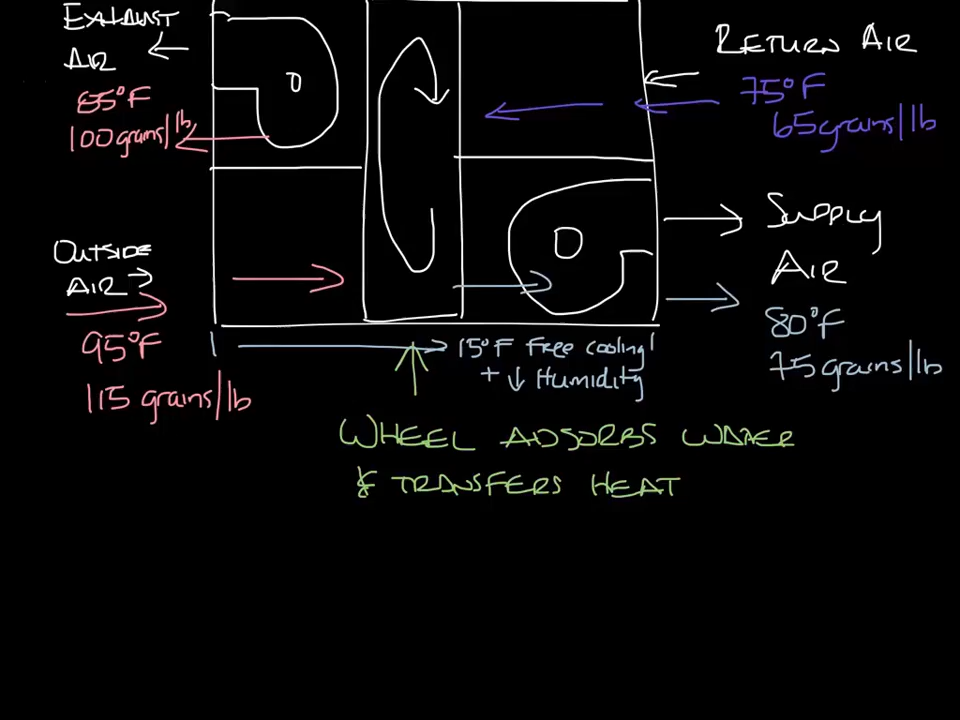 EXHAUST
AIR
85°F
100 grams/lb
RETURN AIR
75°F
65 grains/lb
OUTSIDE
AIR
95°F
115 grains/lb
SUPPLY
AIR
80°F
75 grains/lb
15°F Free cooling
+ ↓ Humidity
WHEEL ADSORBS WATER
& TRANSFERS HEAT